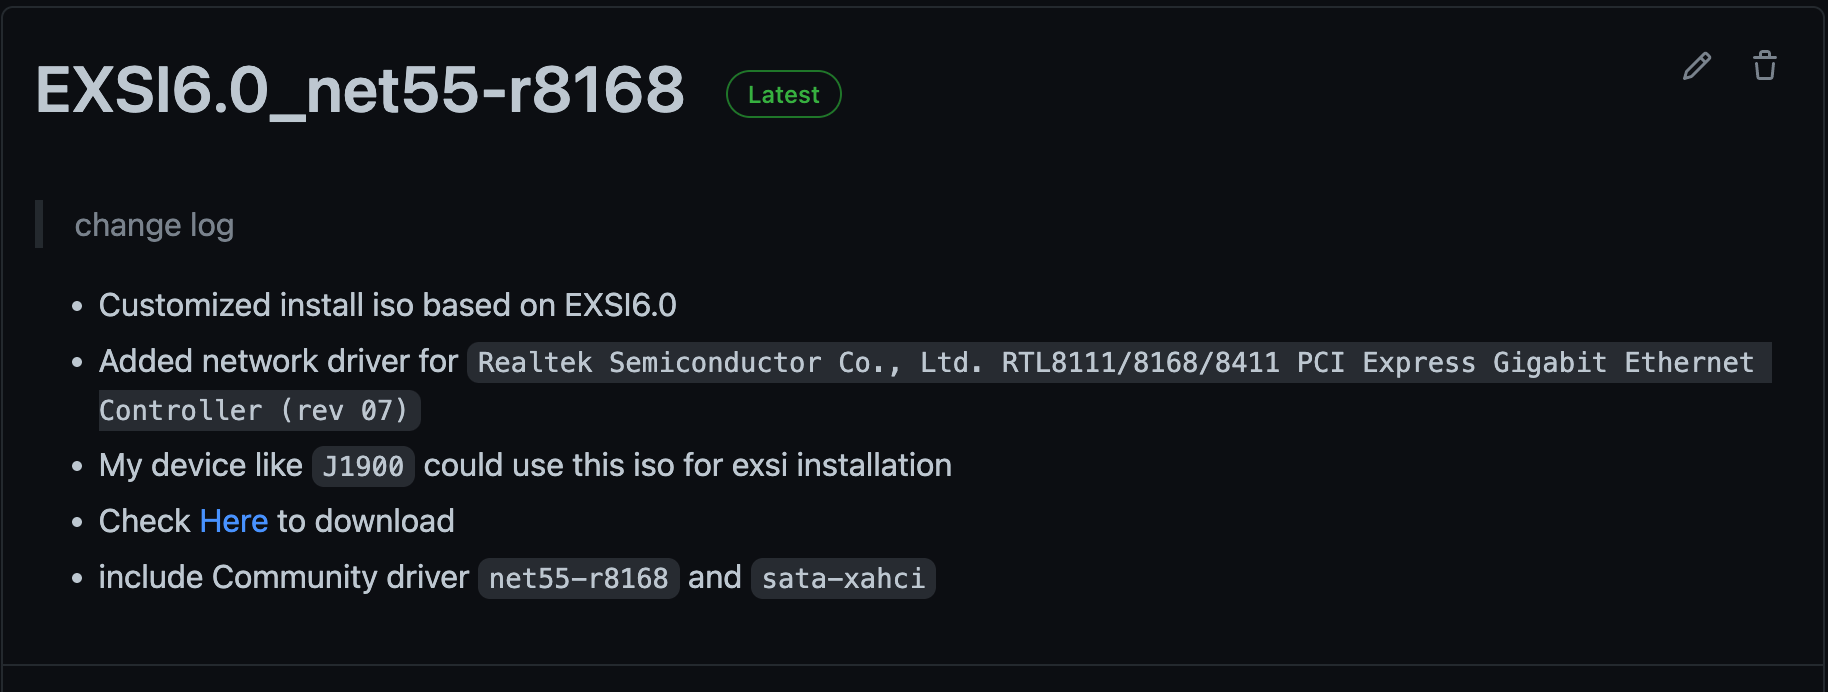 EXSI6.0_net55-r8168 Latest
change log
Customized install iso based on EXSI6.0
Added network driver for Realtek Semiconductor Co., Ltd. RTL8111/8168/8411 PCI Express Gigabit Ethernet
Controller (rev 07)
My device like J1900 could use this iso for exsi installation
Check Here to download
include Community driver net55-r8168 and sata-xahci